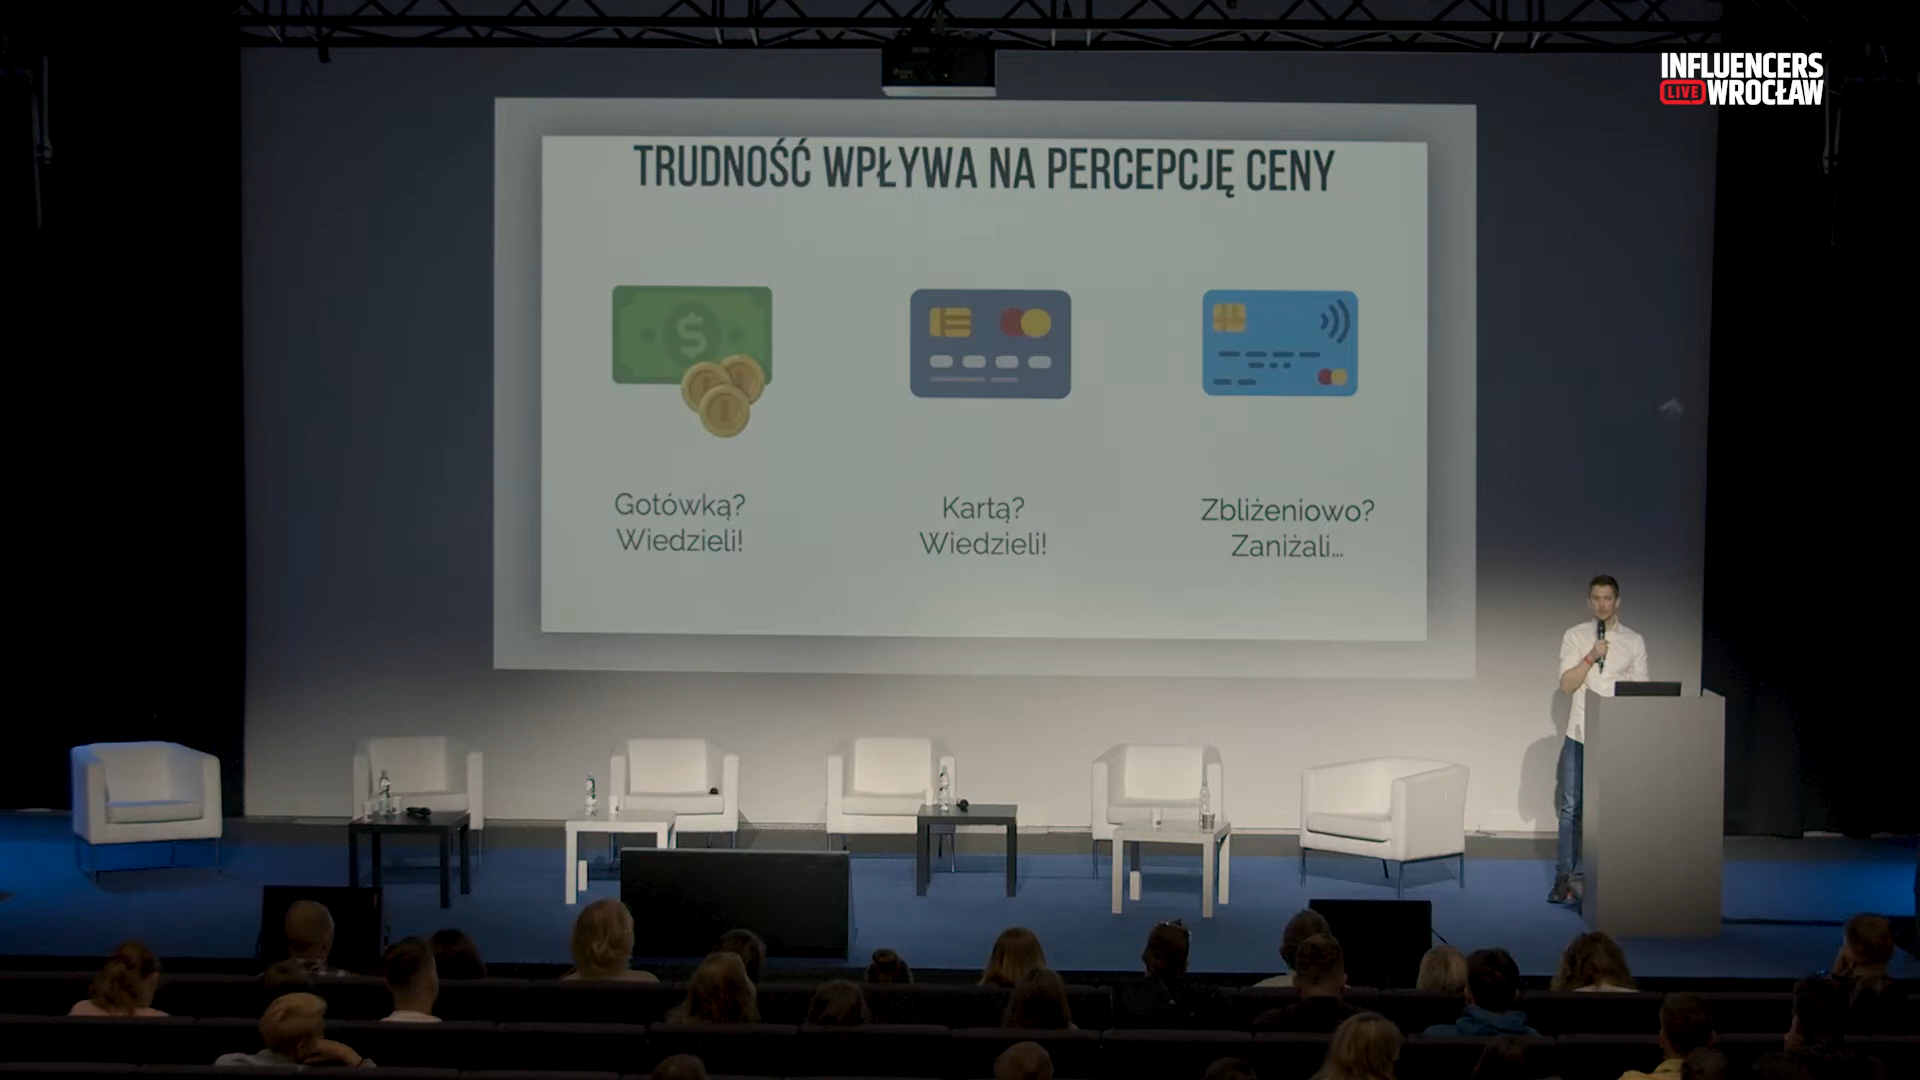 INFLUENCERS
LIVE WROCŁAW
TRUDNOŚĆ WPŁYWA NA PERCEPCJĘ CENY
$
Gotówką?
Wiedzieli!
Kartą?
Wiedzieli!
Zbliżeniowo?
Zaniżali...